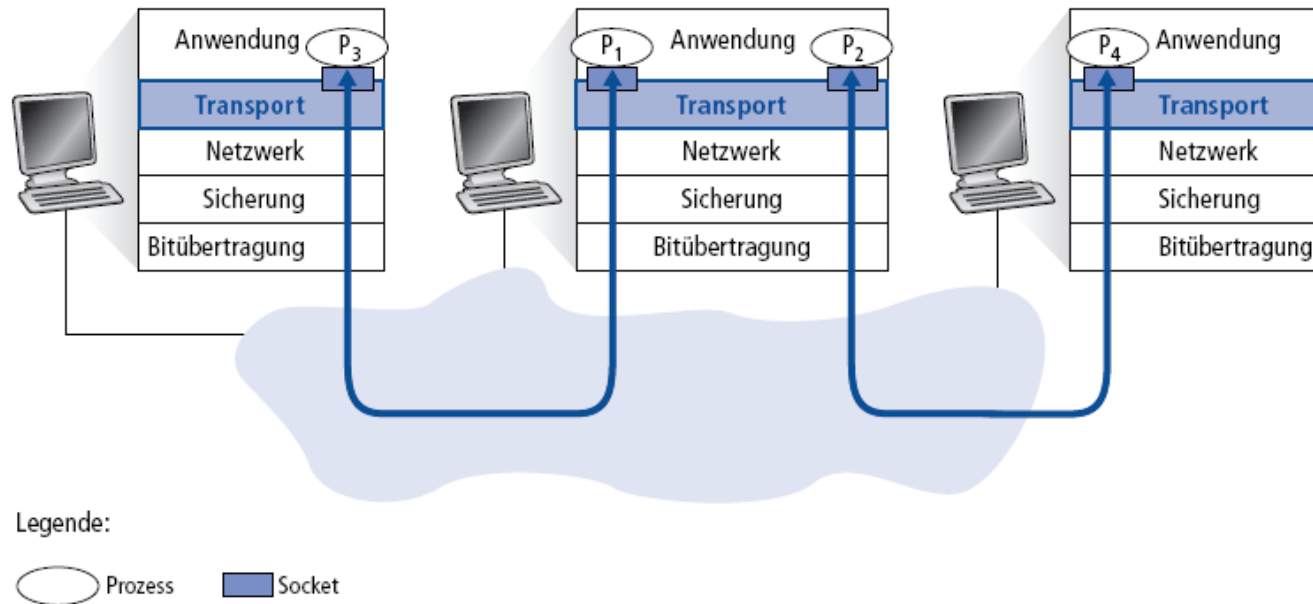 Anwendung P3
Transport
Netzwerk
Sicherung
Bitübertragung
P1 Anwendung P2
Transport
Netzwerk
Sicherung
Bitübertragung
P4 Anwendung
Transport
Netzwerk
Sicherung
Bitübertragung
Legende:
Prozess Socket